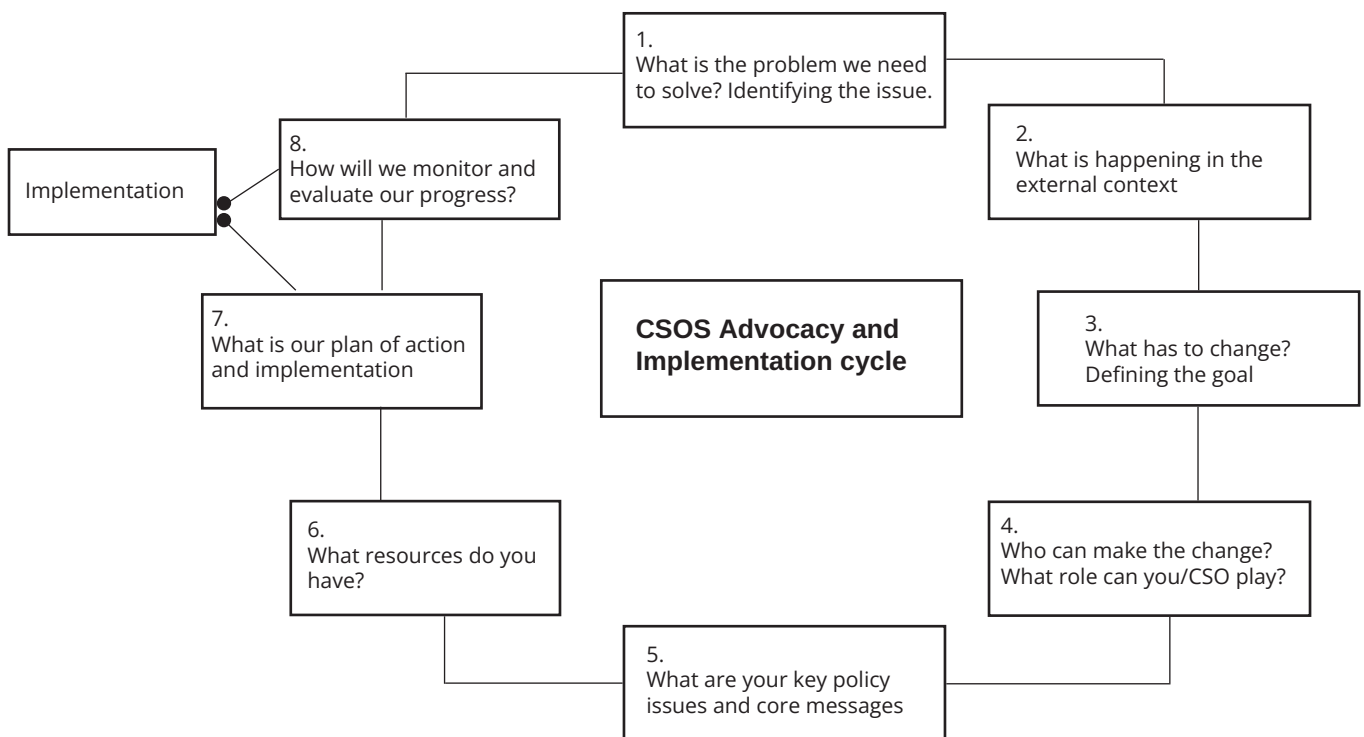 1.
What is the problem we need
to solve? Identifying the issue.
2.
What is happening in the
external context
3.
What has to change?
Defining the goal
4.
Who can make the change?
What role can you/CSO play?
5.
What are your key policy
issues and core messages
6.
What resources do you
have?
7.
What is our plan of action
and implementation
8.
How will we monitor and
evaluate our progress?
Implementation
CSOS Advocacy and
Implementation cycle